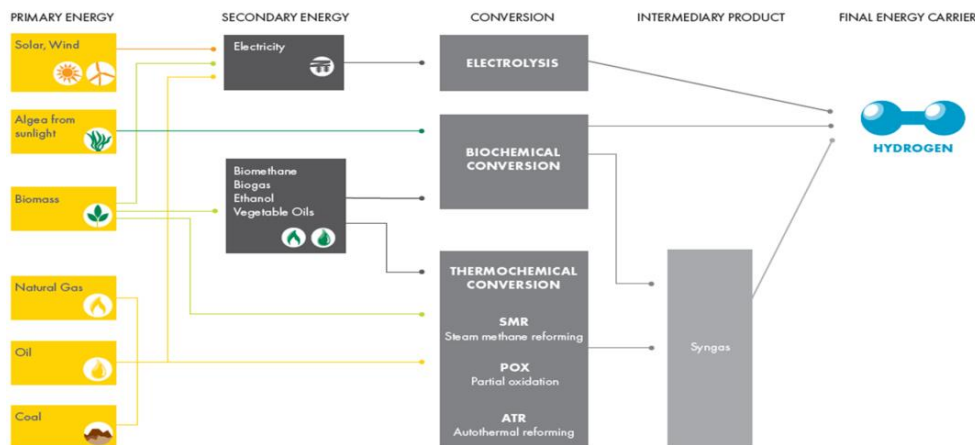 PRIMARY ENERGY
SECONDARY ENERGY
CONVERSION
INTERMEDIARY PRODUCT
FINAL ENERGY CARRIER
Solar, Wind
Electricity
ELECTROLYSIS
Algea from
sunlight
BIOCHEMICAL
CONVERSION
HYDROGEN
Biomass
Biomethane
Biogas
Ethanol
Vegetable Oils
Natural Gas
THERMOCHEMICAL
CONVERSION
SMR
Steam methane reforming
Oil
POX
Partial oxidation
Syngas
Coal
ATR
Autothermal reforming